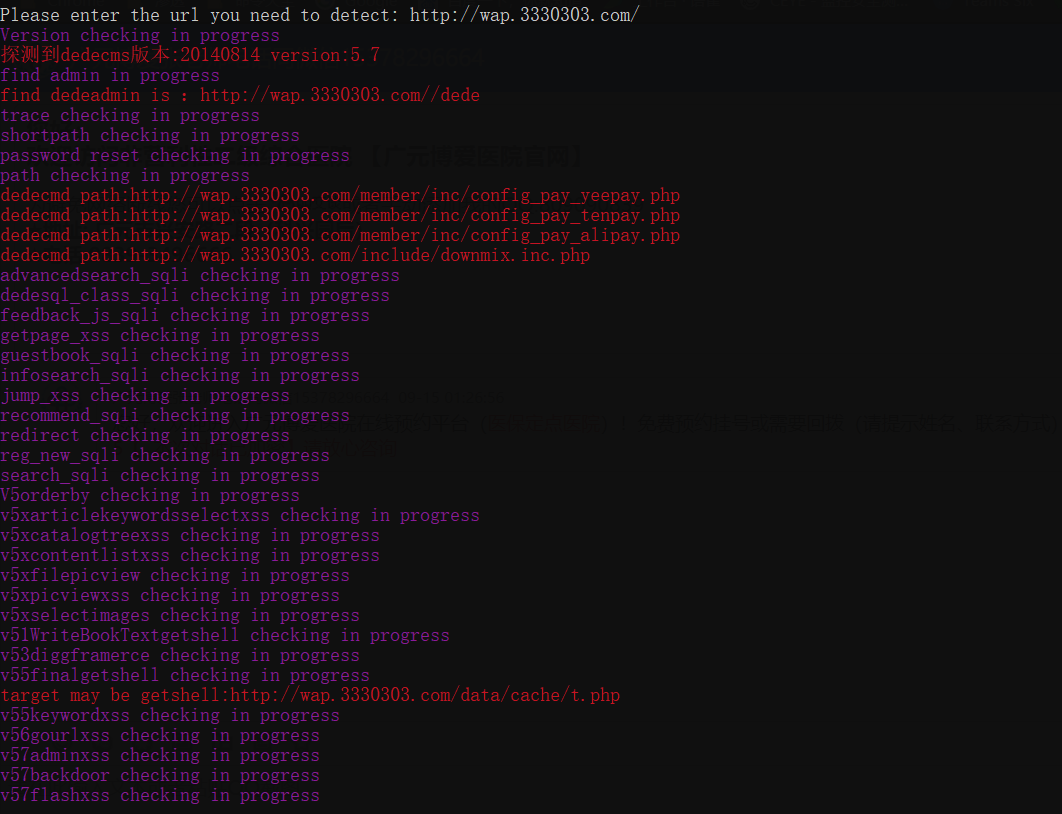 Please enter the url you need to detect: http://wap.3330303.com/
Version checking in progress
探测到dedecms版本:20140814 version:5.7
find admin in progress
find dedeadmin is : http://wap.3330303.com//dede
trace checking in progress
shortpath checking in progress
password reset checking in progress
【广元博爱医院官网】
path checking in progress
dedecmd path:http://wap.3330303.com/member/inc/config_pay_yeepay.php
dedecmd path:http://wap.3330303.com/member/inc/config_pay_tenpay.php
dedecmd path:http://wap.3330303.com/member/inc/config_pay_alipay.php
dedecmd path:http://wap.3330303.com/include/downmix.inc.php
advancedsearch_sqli checking in progress
dedesql_class_sqli checking in progress
feedback_js_sqli checking in progress
getpage_xss checking in progress
guestbook_sqli checking in progress
infosearch_sqli checking in progress
jump_xss checking in progress
recommend_sqli checking in progress
redirect checking in progress
reg_new_sqli checking in progress
search_sqli checking in progress
V5orderby checking in progress
v5xarticlekeywordsselectxss checking in progress
v5xcatalogtreexss checking in progress
v5xcontentlistxss checking in progress
v5xfilepicview checking in progress
v5xpicviewxss checking in progress
v5xselectimages checking in progress
v51WriteBookTextgetshell checking in progress
v53diggframerce checking in progress
v55finalgetshell checking in progress
target may be getshell:http://wap.3330303.com/data/cache/t.php
v55keywordxss checking in progress
v56gourlxss checking in progress
v57adminxss checking in progress
v57backdoor checking in progress
v57flashxss checking in progress